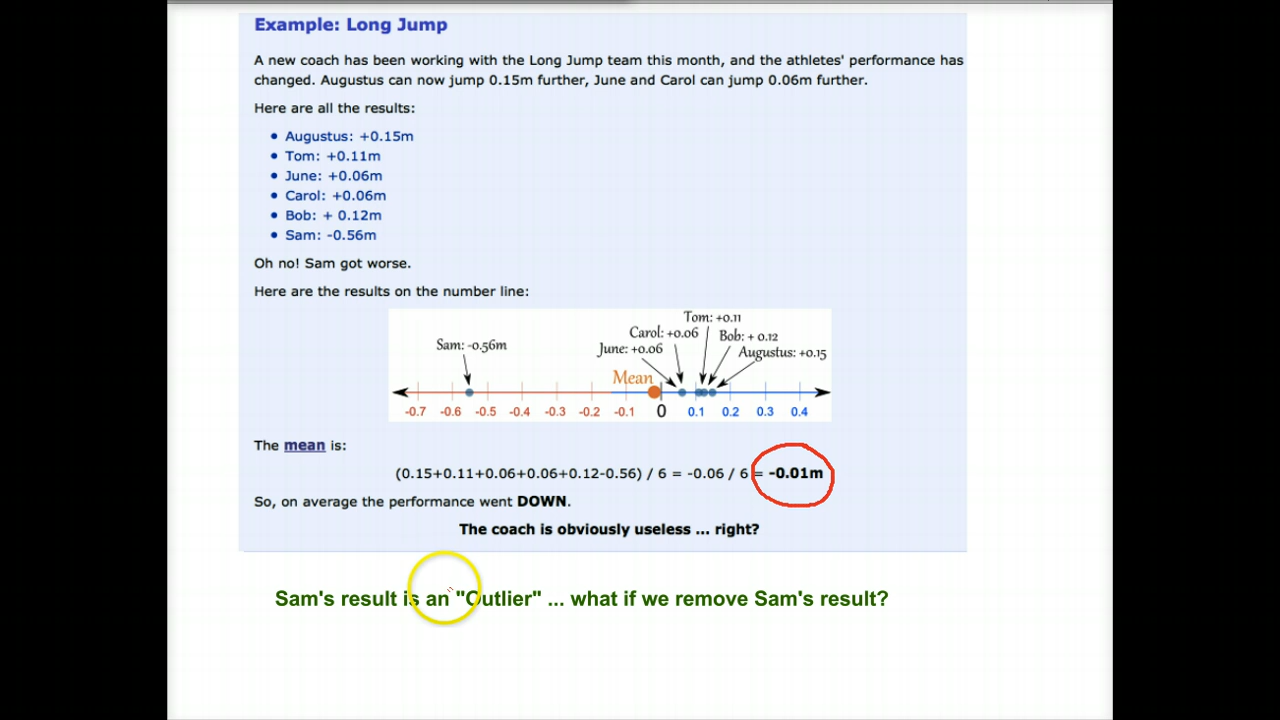 Example: Long Jump
A new coach has been working with the Long Jump team this month, and the athletes' performance has
changed. Augustus can now jump 0.15m further, June and Carol can jump 0.06m further.
Here are all the results:
• Augustus: +0.15m
• Tom: +0.11m
• June: +0.06m
• Carol: +0.06m
• Bob: + 0.12m
• Sam: -0.56m
Oh no! Sam got worse.
Here are the results on the number line:
Tom: +0.11
Carol: +0.06 Bob: + 0.12
Sam: -0.56m June: +0.06 Augustus: +0.15
Mean
-0.7 -0.6 -0.5 -0.4 -0.3 -0.2 -0.1 0 0.1 0.2 0.3 0.4
The mean is:
(0.15+0.11+0.06+0.06+0.12-0.56) / 6 = -0.06 / 6 = -0.01m
So, on average the performance went DOWN.
The coach is obviously useless ... right?
Sam's result is an "Outlier" ... what if we remove Sam's result?